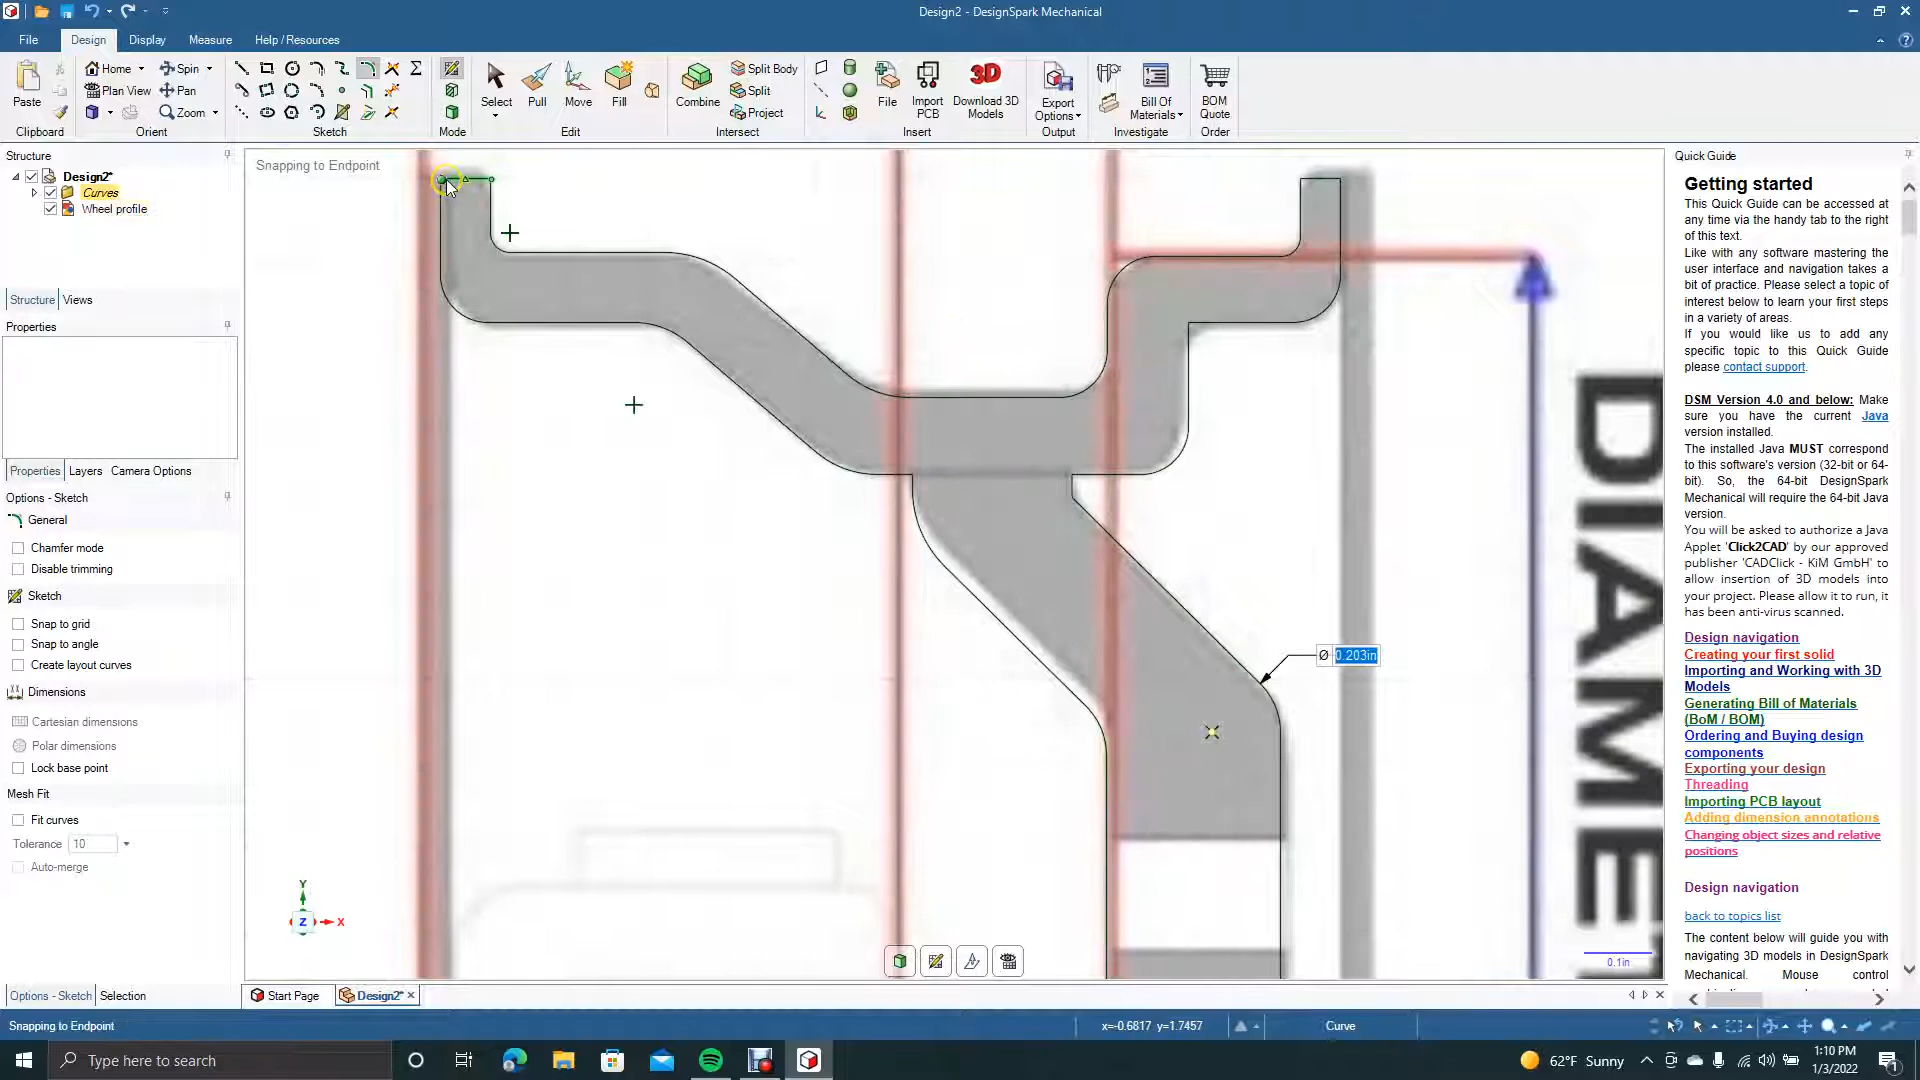 Design2 - DesignSpark Mechanical
File Design Display Measure Help / Resources
Paste
Home Spin
Plan View Pan
Zoom
Select Pull Move Fill
Combine
Split Body
Split
Project
File Import PCB Download 3D Models
Export Options
Bill Of Materials
BOM Quote
Clipboard Orient Sketch Mode Edit Intersect Insert Output Investigate Order
Structure
Design2*
Curves
Wheel profile
Structure Views
Properties
Properties Layers Camera Options
Options - Sketch
General
Chamfer mode
Disable trimming
Sketch
Snap to grid
Snap to angle
Create layout curves
Dimensions
Cartesian dimensions
Polar dimensions
Lock base point
Mesh Fit
Fit curves
Tolerance 10
Auto-merge
Options - Sketch Selection
Snapping to Endpoint
Ø 0.203in
Y
Z X
0.1in
Start Page Design2*
Quick Guide
Getting started
This Quick Guide can be accessed at
any time via the handy tab to the right
of this text.
Like with any software mastering the
user interface and navigation takes a
bit of practice. Please select a topic of
interest below to learn your first steps
in a variety of areas.
If you would like us to add any
specific topic to this Quick Guide
please contact support.
DSM Version 4.0 and below: Make
sure you have the current Java
version installed.
The installed Java MUST correspond
to this software's version (32-bit or 64-
bit). So, the 64-bit DesignSpark
Mechanical will require the 64-bit Java
version.
You will be asked to authorize a Java
Applet 'Click2CAD' by our approved
publisher 'CADClick - KiM GmbH' to
allow insertion of 3D models into
your project. Please allow it to run, it
has been anti-virus scanned.
Design navigation
Creating your first solid
Importing and Working with 3D
Models
Generating Bill of Materials
(BoM / BOM)
Ordering and Buying design
components
Exporting your design
Threading
Importing PCB layout
Adding dimension annotations
Changing object sizes and relative
positions
Design navigation
back to topics list
The content below will guide you with
navigating 3D models in DesignSpark
Mechanical. Mouse control
Snapping to Endpoint
x=-0.6817 y=1.7457
Curve
Type here to search
62°F Sunny
1:10 PM
1/3/2022